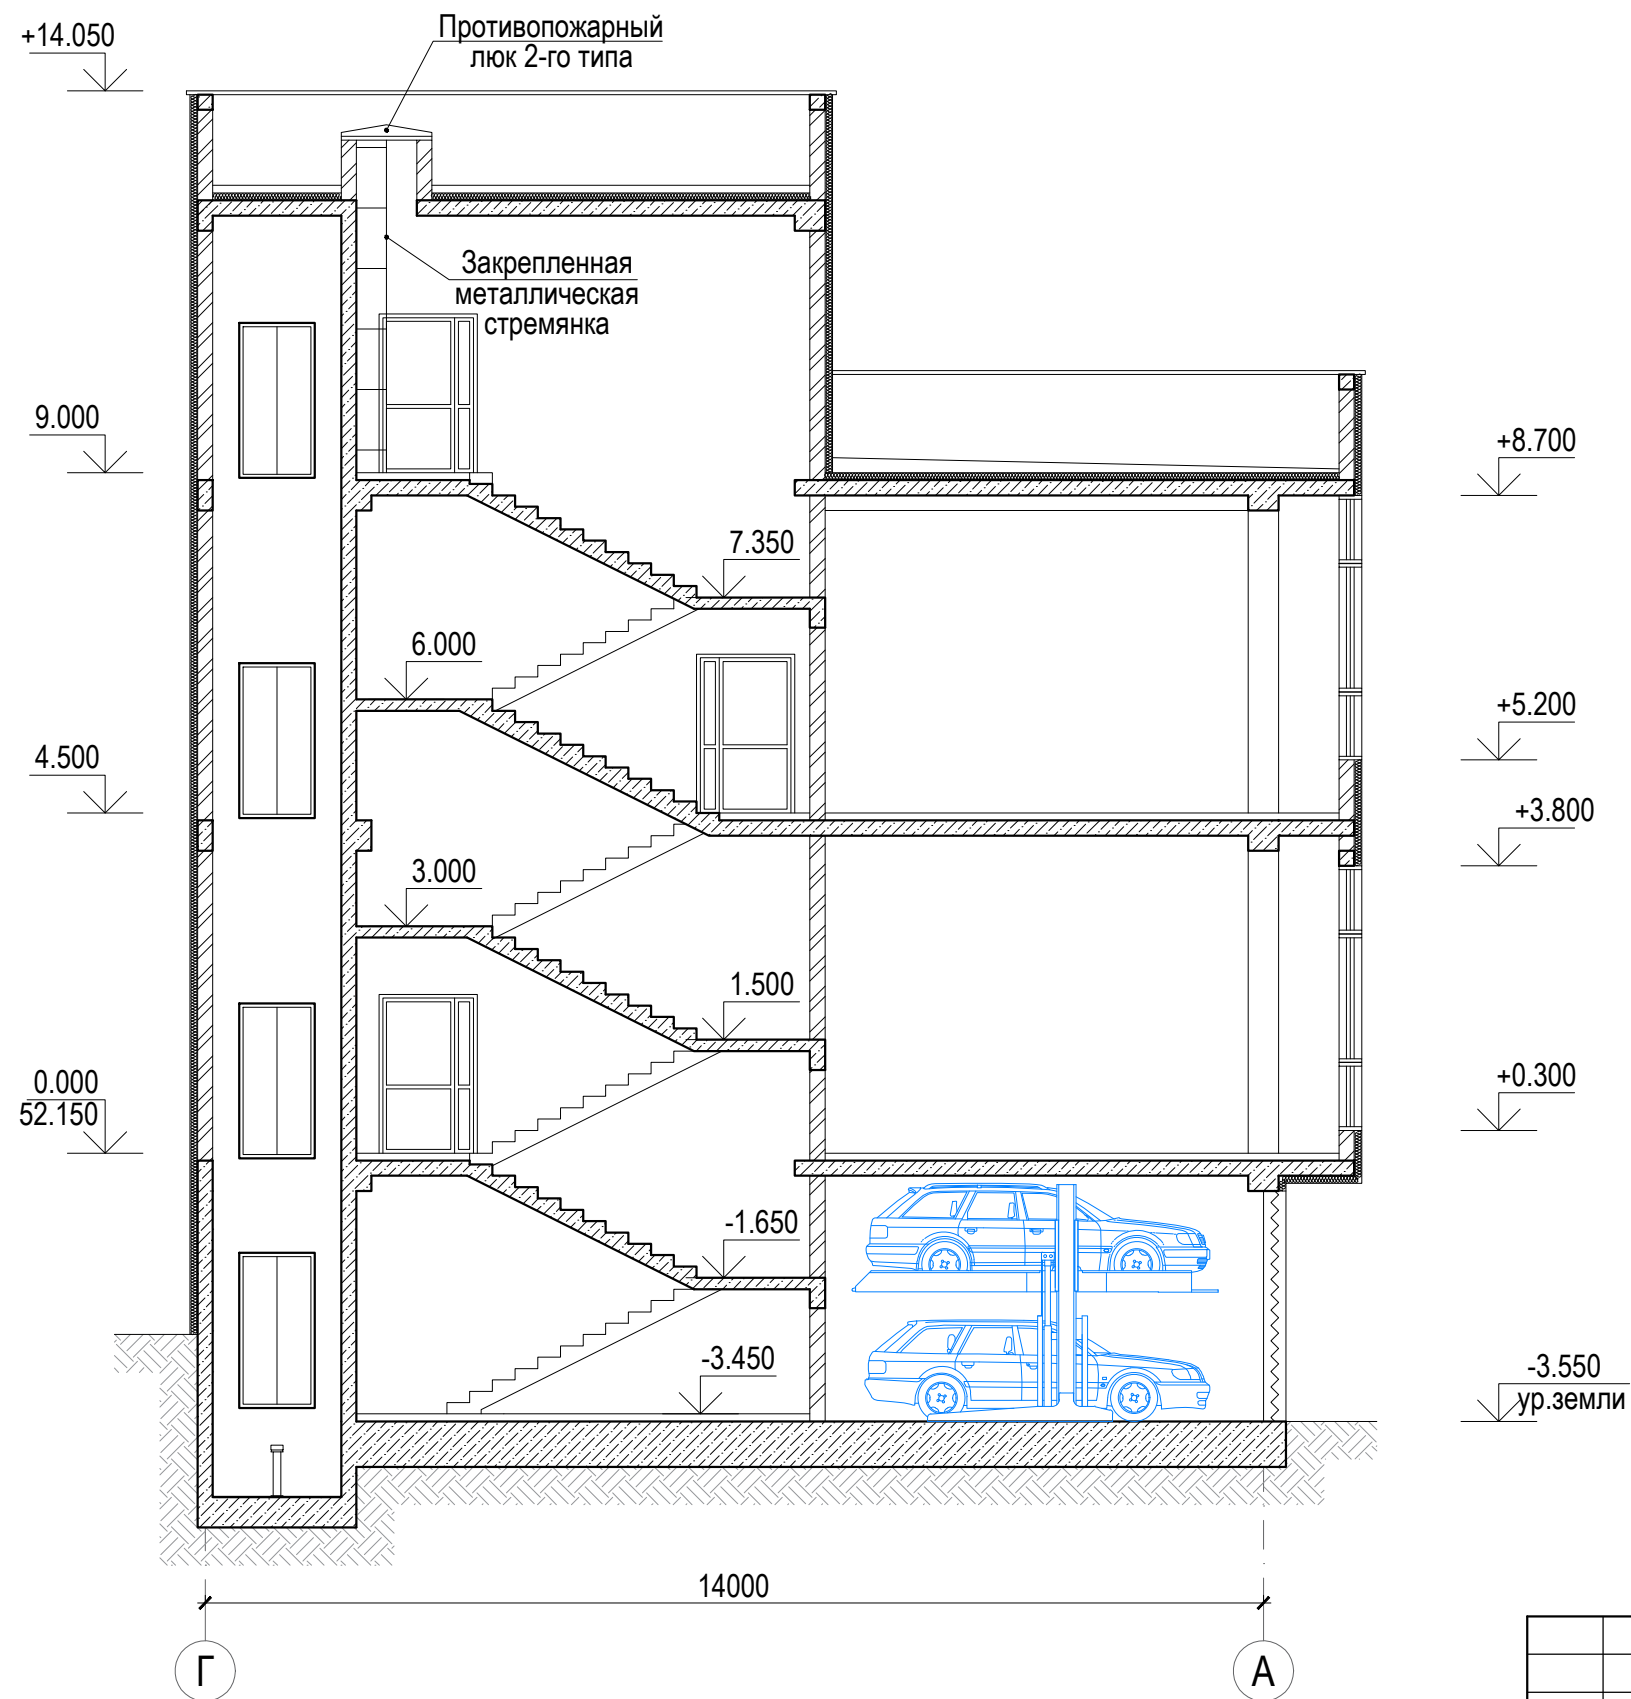 +14.050
Противопожарный
люк 2-го типа
Закрепленная
металлическая
стремянка
9.000
+8.700
7.350
6.000
+5.200
4.500
+3.800
3.000
1.500
0.000
52.150
+0.300
-1.650
-3.450
-3.550
ур.земли
14000
Г
А